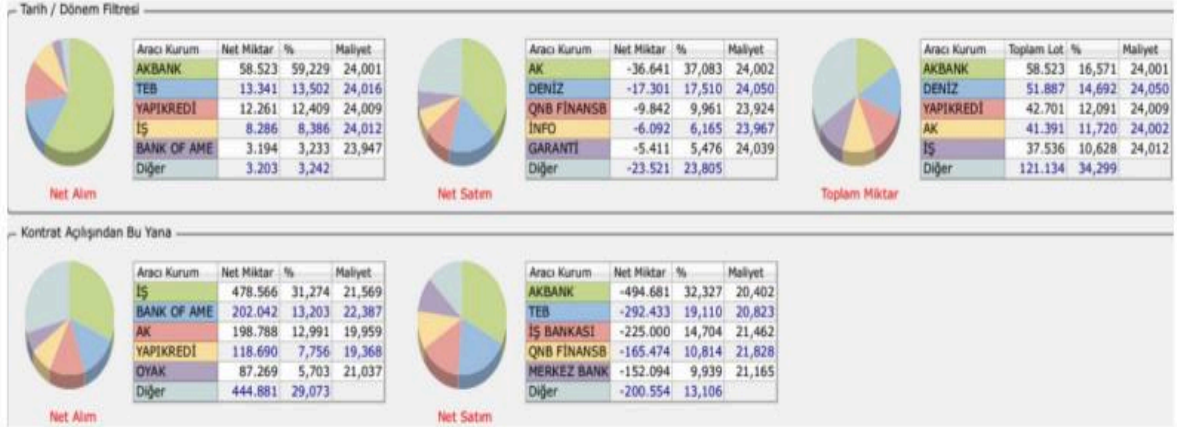 Tarih / Dönem Filtresi
Aracı Kurum Net Miktar % Maliyet
AKBANK 58.523 59,229 24,001
TEB 13.341 13,502 24,016
YAPIKREDİ 12.261 12,409 24,009
İŞ 8.286 8,386 24,012
BANK OF AME 3.194 3,233 23,947
Diğer 3.203 3,242
Net Alım
Aracı Kurum Net Miktar % Maliyet
AK -36.641 37,083 24,002
DENİZ -17.301 17,510 24,050
QNB FİNANSB -9.842 9,961 23,924
İNFO -6.092 6,165 23,967
GARANTİ -5.411 5,476 24,039
Diğer -23.521 23,805
Net Satım
Aracı Kurum Toplam Lot % Maliyet
AKBANK 58.523 16,571 24,001
DENİZ 51.887 14,692 24,050
YAPIKREDİ 42.701 12,091 24,009
AK 41.391 11,720 24,002
İŞ 37.536 10,628 24,012
Diğer 121.134 34,299
Toplam Miktar
Kontrat Açılışından Bu Yana
Aracı Kurum Net Miktar % Maliyet
İŞ 478.566 31,274 21,569
BANK OF AME 202.042 13,203 22,387
AK 198.788 12,991 19,959
YAPIKREDİ 118.690 7,756 19,368
OYAK 87.269 5,703 21,037
Diğer 444.881 29,073
Net Alım
Aracı Kurum Net Miktar % Maliyet
AKBANK -494.681 32,327 20,402
TEB -292.433 19,110 20,823
İŞ BANKASI -225.000 14,704 21,462
QNB FİNANSB -165.474 10,814 21,828
MERKEZ BANK -152.094 9,939 21,165
Diğer -200.554 13,106
Net Satım